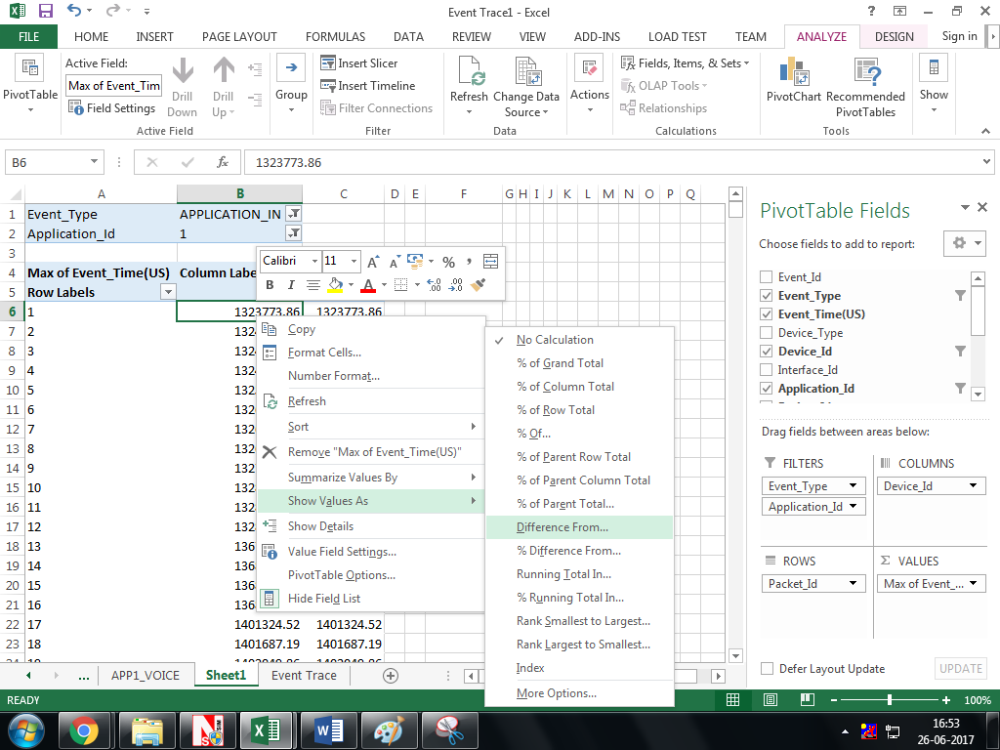 Event Trace1 - Excel
?
FILE HOME INSERT PAGE LAYOUT FORMULAS DATA REVIEW VIEW ADD-INS LOAD TEST TEAM ANALYZE DESIGN Sign in
PivotTable
Active Field:
Max of Event_Tim
Field Settings
Drill Down
Drill Up
Active Field
Group
Insert Slicer
Insert Timeline
Filter Connections
Filter
Refresh
Change Data Source
Data
Actions
Fields, Items, & Sets
OLAP Tools
Relationships
Calculations
PivotChart
Recommended PivotTables
Tools
Show
B6 fx 1323773.86
A B C D E F G H I J K L M N O P Q
1 Event_Type APPLICATION_IN
2 Application_Id 1
3
4 Max of Event_Time(US) Column Labe
5 Row Labels
6 1 1323773.86 1323773.86
7 2 132
8 3 132
9 4 132
10 5 132
11 6 132
12 7 132
13 8 132
14 9 132
15 10 132
16 11 132
17 12 132
18 13 136
19 14 136
20 15 136
21 16 136
22 17 1401324.52 1401324.52
23 18 1401687.19 1401687.19
Calibri 11 A A % ,
B I A .00 .00
Copy
Format Cells...
Number Format...
Refresh
Sort
Remove "Max of Event_Time(US)"
Summarize Values By
Show Values As
Show Details
Value Field Settings...
PivotTable Options...
Hide Field List
No Calculation
% of Grand Total
% of Column Total
% of Row Total
% Of...
% of Parent Row Total
% of Parent Column Total
% of Parent Total...
Difference From...
% Difference From...
Running Total In...
% Running Total In...
Rank Smallest to Largest...
Rank Largest to Smallest...
Index
More Options...
PivotTable Fields
Choose fields to add to report:
Event_Id
Event_Type
Event_Time(US)
Device_Type
Device_Id
Interface_Id
Application_Id
Drag fields between areas below:
FILTERS
Event_Type
Application_Id
COLUMNS
Device_Id
ROWS
Packet_Id
Σ VALUES
Max of Event_...
Defer Layout Update UPDATE
... APP1_VOICE Sheet1 Event Trace
READY 100%
16:53
26-06-2017